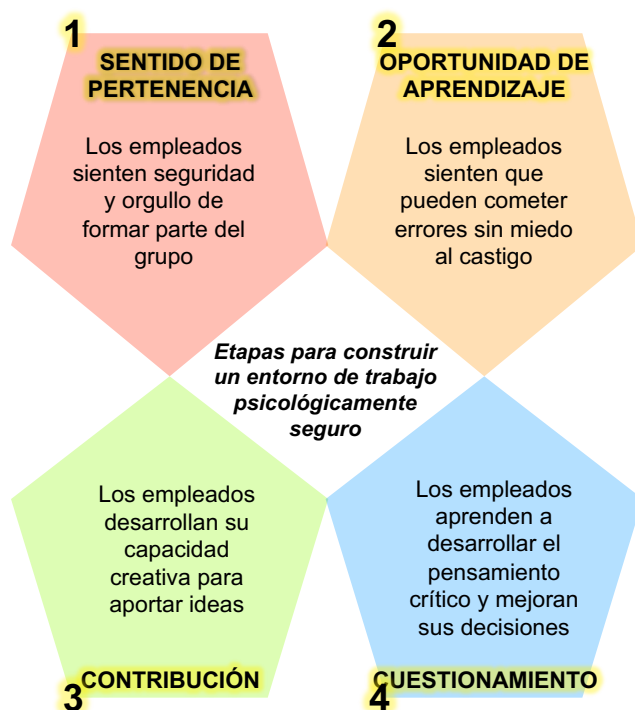 1
SENTIDO DE
PERTENENCIA
Los empleados
sienten seguridad
y orgullo de
formar parte del
grupo
2
OPORTUNIDAD DE
APRENDIZAJE
Los empleados
sienten que
pueden cometer
errores sin miedo
al castigo
Etapas para construir
un entorno de trabajo
psicológicamente
seguro
Los empleados
desarrollan su
capacidad
creativa para
aportar ideas
3 CONTRIBUCIÓN
Los empleados
aprenden a
desarrollar el
pensamiento
crítico y mejoran
sus decisiones
4 CUESTIONAMIENTO